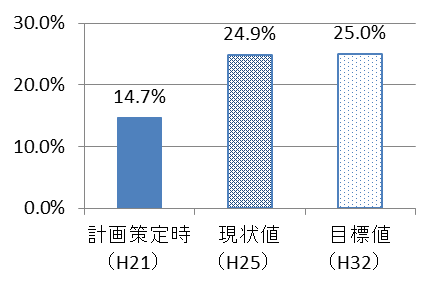 30.0%
20.0%
10.0%
0.0%
14.7%
24.9%
25.0%
計画策定時
（H21）
現状値
（H25）
目標値
（H32）